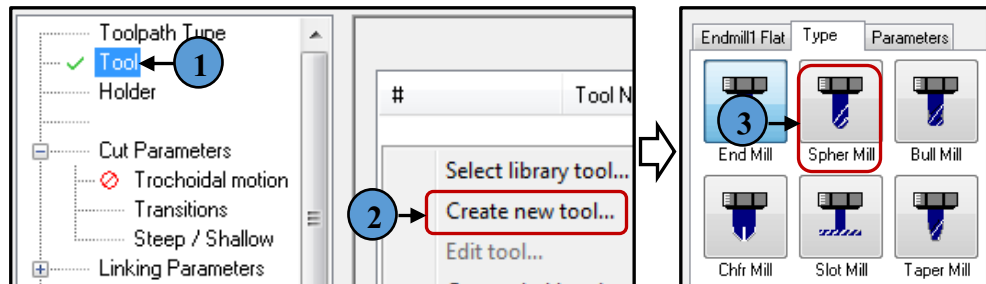 Toolpath Type
Tool
1
Holder
Cut Parameters
Trochoidal motion
Transitions
Steep / Shallow
Linking Parameters
# Tool N
Select library tool...
2
Create new tool...
Edit tool...
Endmill1 Flat Type Parameters
3
End Mill Spher Mill Bull Mill
Chfr Mill Slot Mill Taper Mill